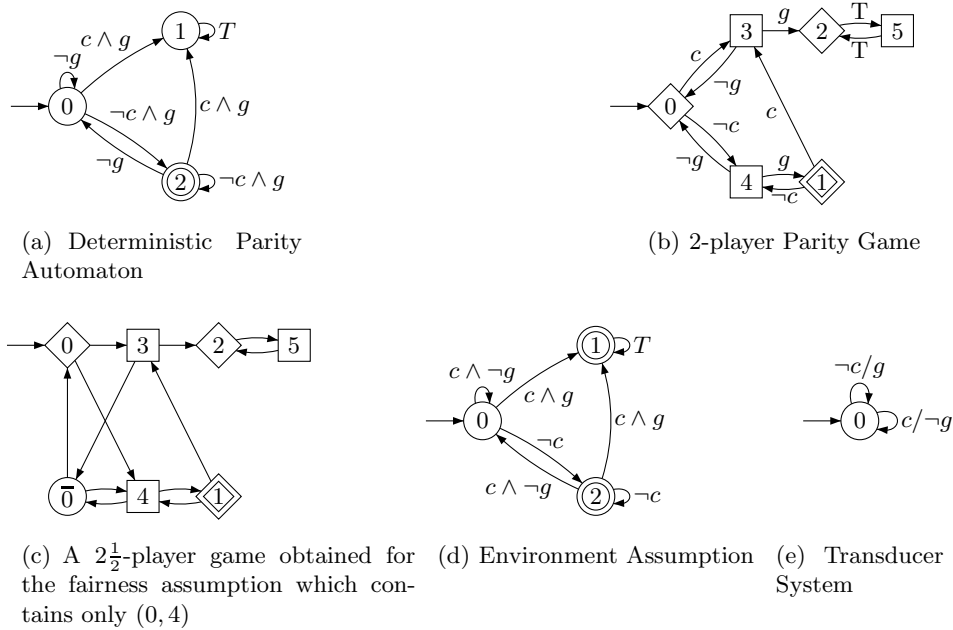 1
T
c ∧ g
¬g
0
¬c ∧ g
c ∧ g
¬g
2
¬c ∧ g
(a) Deterministic Parity
Automaton
3
g
2
T
5
T
c
¬g
0
¬c
c
¬g
4
g
1
¬c
(b) 2-player Parity Game
0
3
2
5
0̅
4
1
(c) A 2½-player game obtained for
the fairness assumption which con-
tains only (0, 4)
1
T
c ∧ ¬g
c ∧ g
0
¬c
c ∧ g
c ∧ ¬g
2
¬c
(d) Environment Assumption
¬c/g
0
c/¬g
(e) Transducer
System